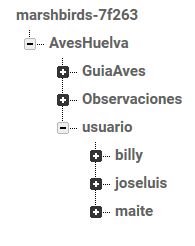 marshbirds-7f263
AvesHuelva
GuiaAves
Observaciones
usuario
billy
joseluis
maite